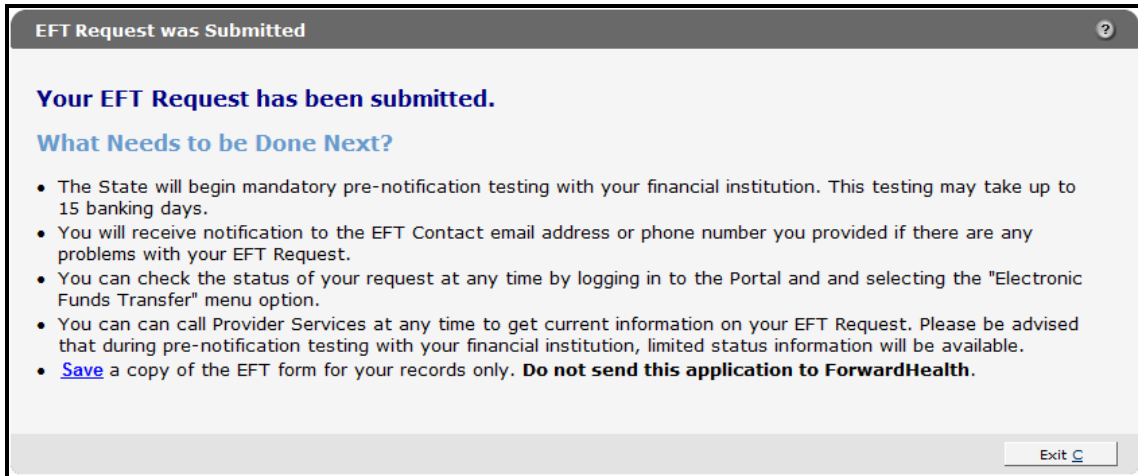 EFT Request was Submitted ?
Your EFT Request has been submitted.
What Needs to be Done Next?
• The State will begin mandatory pre-notification testing with your financial institution. This testing may take up to
15 banking days.
• You will receive notification to the EFT Contact email address or phone number you provided if there are any
problems with your EFT Request.
• You can check the status of your request at any time by logging in to the Portal and and selecting the "Electronic
Funds Transfer" menu option.
• You can can call Provider Services at any time to get current information on your EFT Request. Please be advised
that during pre-notification testing with your financial institution, limited status information will be available.
• Save a copy of the EFT form for your records only. Do not send this application to ForwardHealth.
Exit C